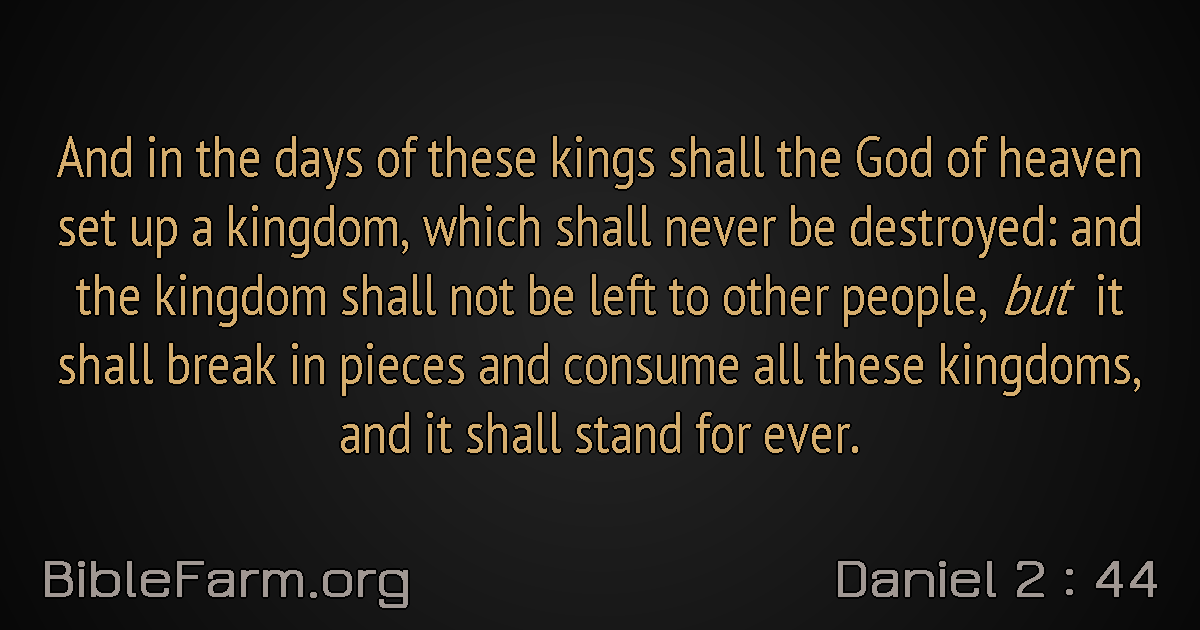 And in the days of these kings shall the God of heaven
set up a kingdom, which shall never be destroyed: and
the kingdom shall not be left to other people, but it
shall break in pieces and consume all these kingdoms,
and it shall stand for ever.
BibleFarm.org
Daniel 2 : 44